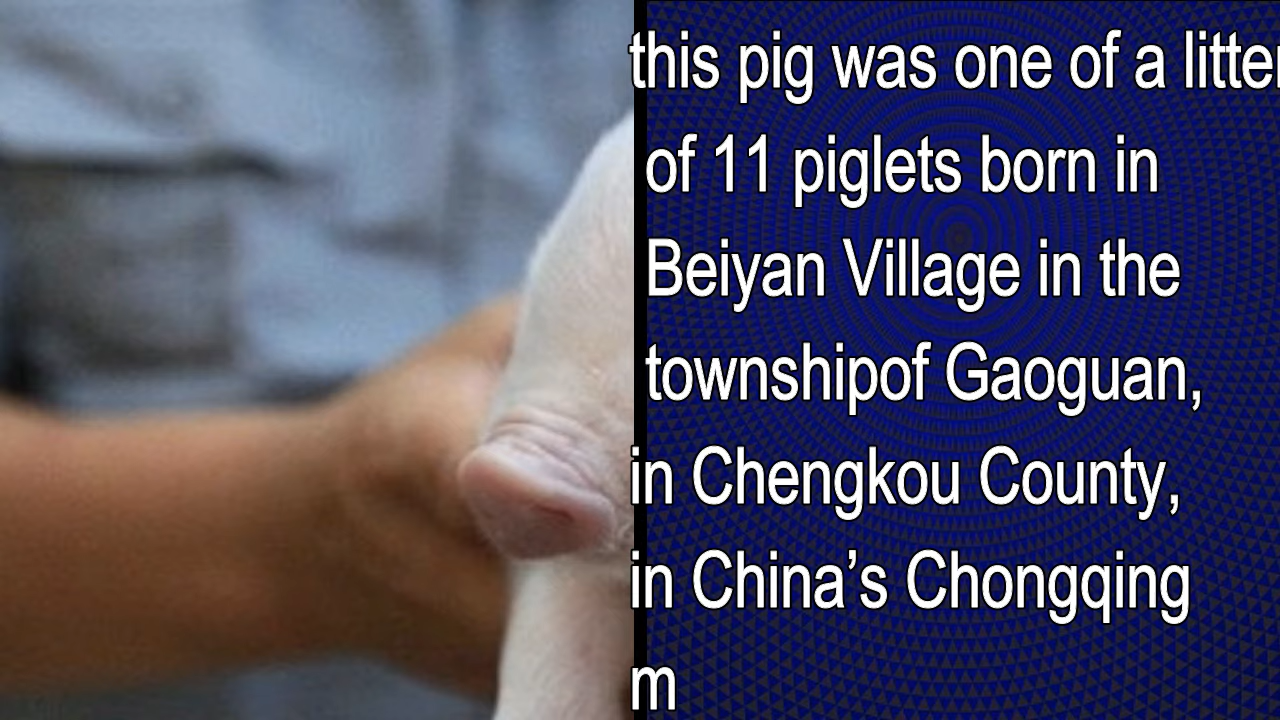 this pig was one of a litter
of 11 piglets born in
Beiyan Village in the
townshipof Gaoguan,
in Chengkou County,
in China’s Chongqing
m